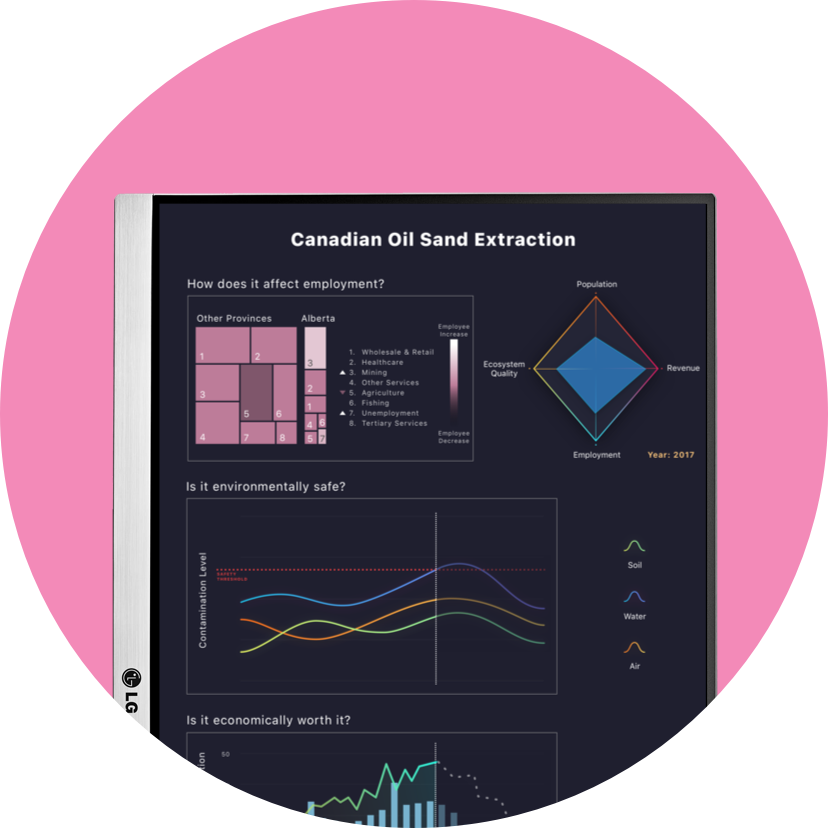 Canadian Oil Sand Extraction
How does it affect employment?
Other Provinces
Alberta
1
2
3
4
5
6
7
8
3
2
1
4
6
5
7
1. Wholesale & Retail
2. Healthcare
3. Mining
4. Other Services
5. Agriculture
6. Fishing
7. Unemployment
8. Tertiary Services
Employee
Increase
Employee
Decrease
Population
Ecosystem
Quality
Revenue
Employment
Year: 2017
Is it environmentally safe?
Contamination Level
SAFETY
THRESHOLD
Soil
Water
Air
LG
Is it economically worth it?
50